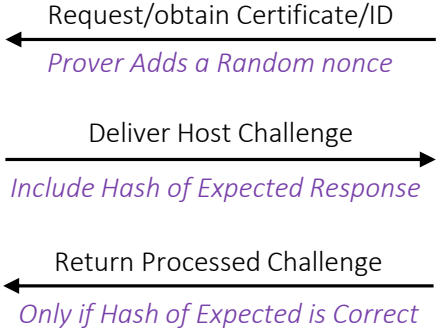 Request/obtain Certificate/ID
Prover Adds a Random nonce
Deliver Host Challenge
Include Hash of Expected Response
Return Processed Challenge
Only if Hash of Expected is Correct